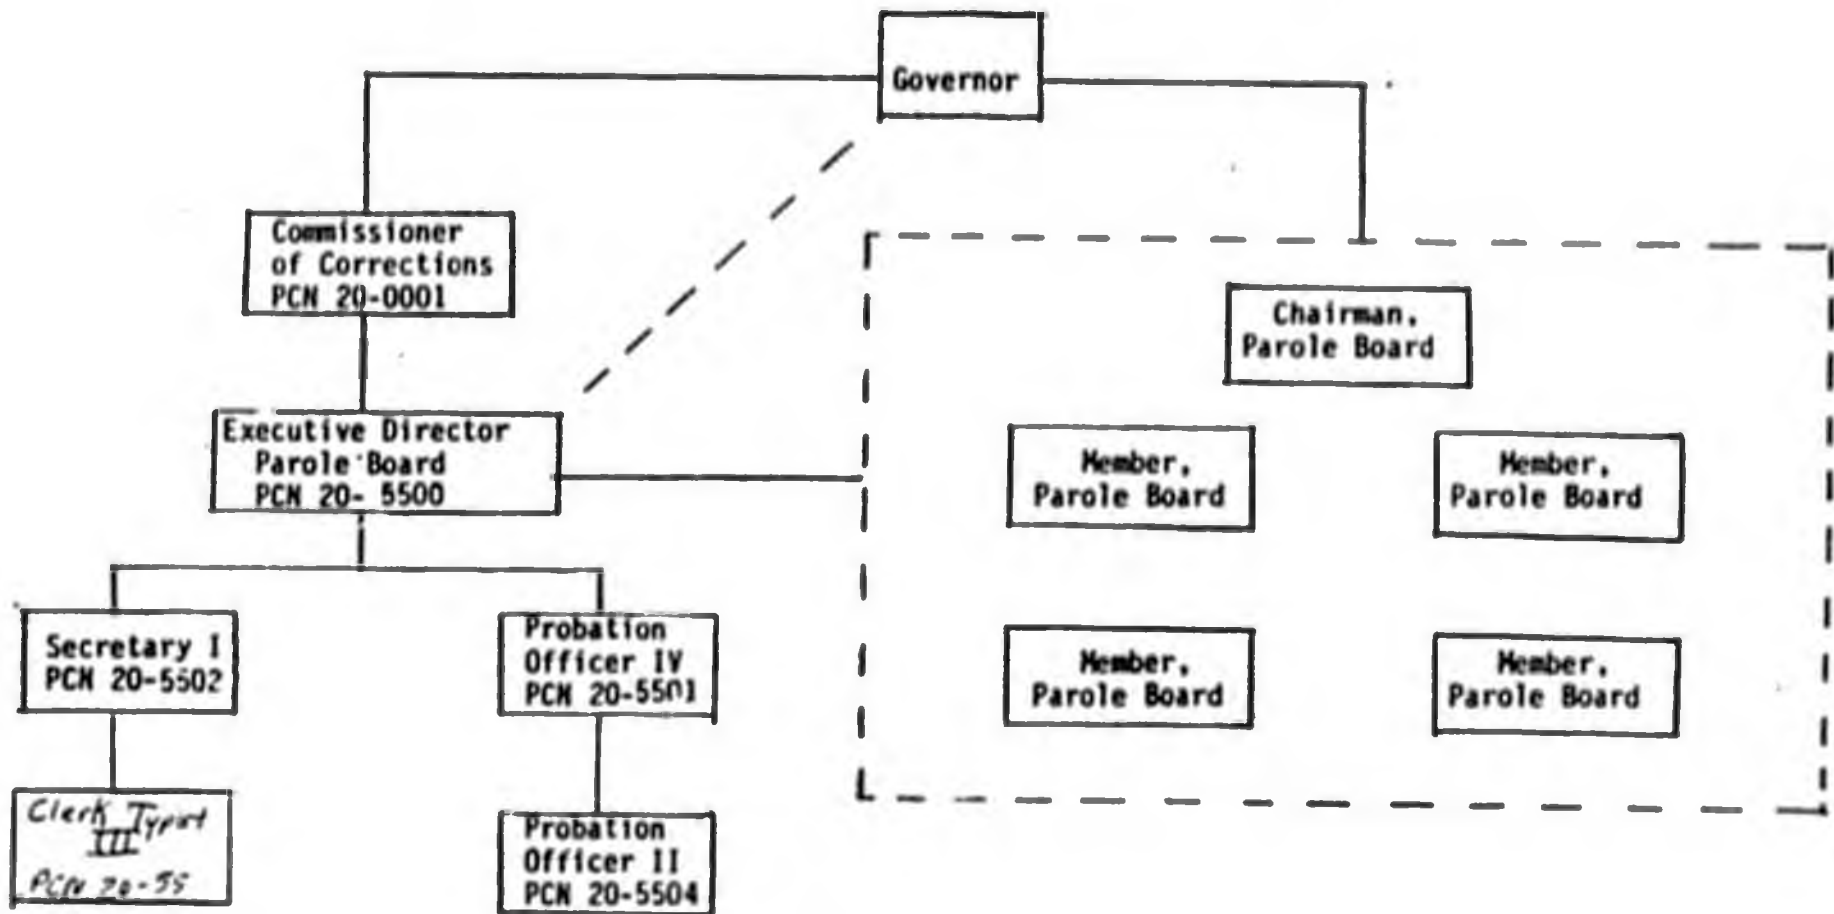 Governor
Commissioner
of Corrections
PCN 20-0001
Chairman,
Parole Board
Executive Director
Parole Board
PCN 20- 5500
Member,
Parole Board
Member,
Parole Board
Secretary I
PCN 20-5502
Probation
Officer IV
PCN 20-5501
Member,
Parole Board
Member,
Parole Board
Clerk Typist
III
PCN 20-55
Probation
Officer II
PCN 20-5504